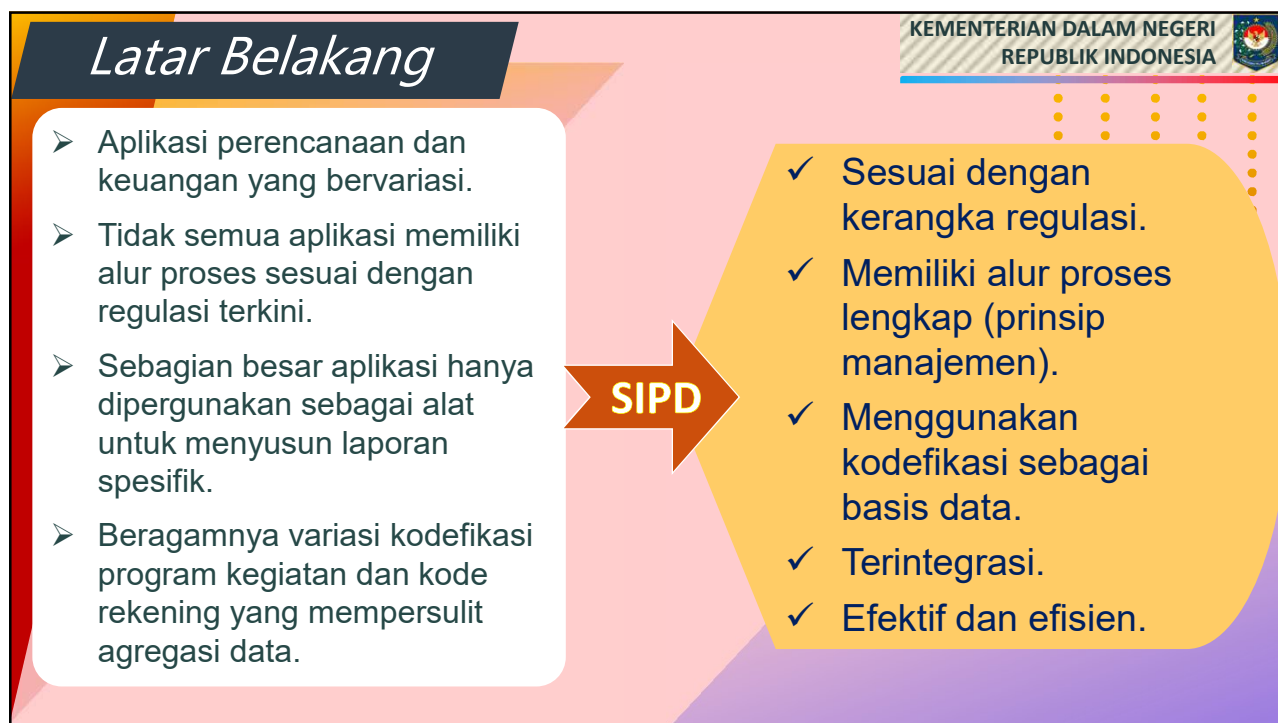 Latar Belakang
KEMENTERIAN DALAM NEGERI
REPUBLIK INDONESIA
➢ Aplikasi perencanaan dan
keuangan yang bervariasi.
➢ Tidak semua aplikasi memiliki
alur proses sesuai dengan
regulasi terkini.
➢ Sebagian besar aplikasi hanya
dipergunakan sebagai alat
untuk menyusun laporan
spesifik.
➢ Beragamnya variasi kodefikasi
program kegiatan dan kode
rekening yang mempersulit
agregasi data.
SIPD
✓ Sesuai dengan
kerangka regulasi.
✓ Memiliki alur proses
lengkap (prinsip
manajemen).
✓ Menggunakan
kodefikasi sebagai
basis data.
✓ Terintegrasi.
✓ Efektif dan efisien.